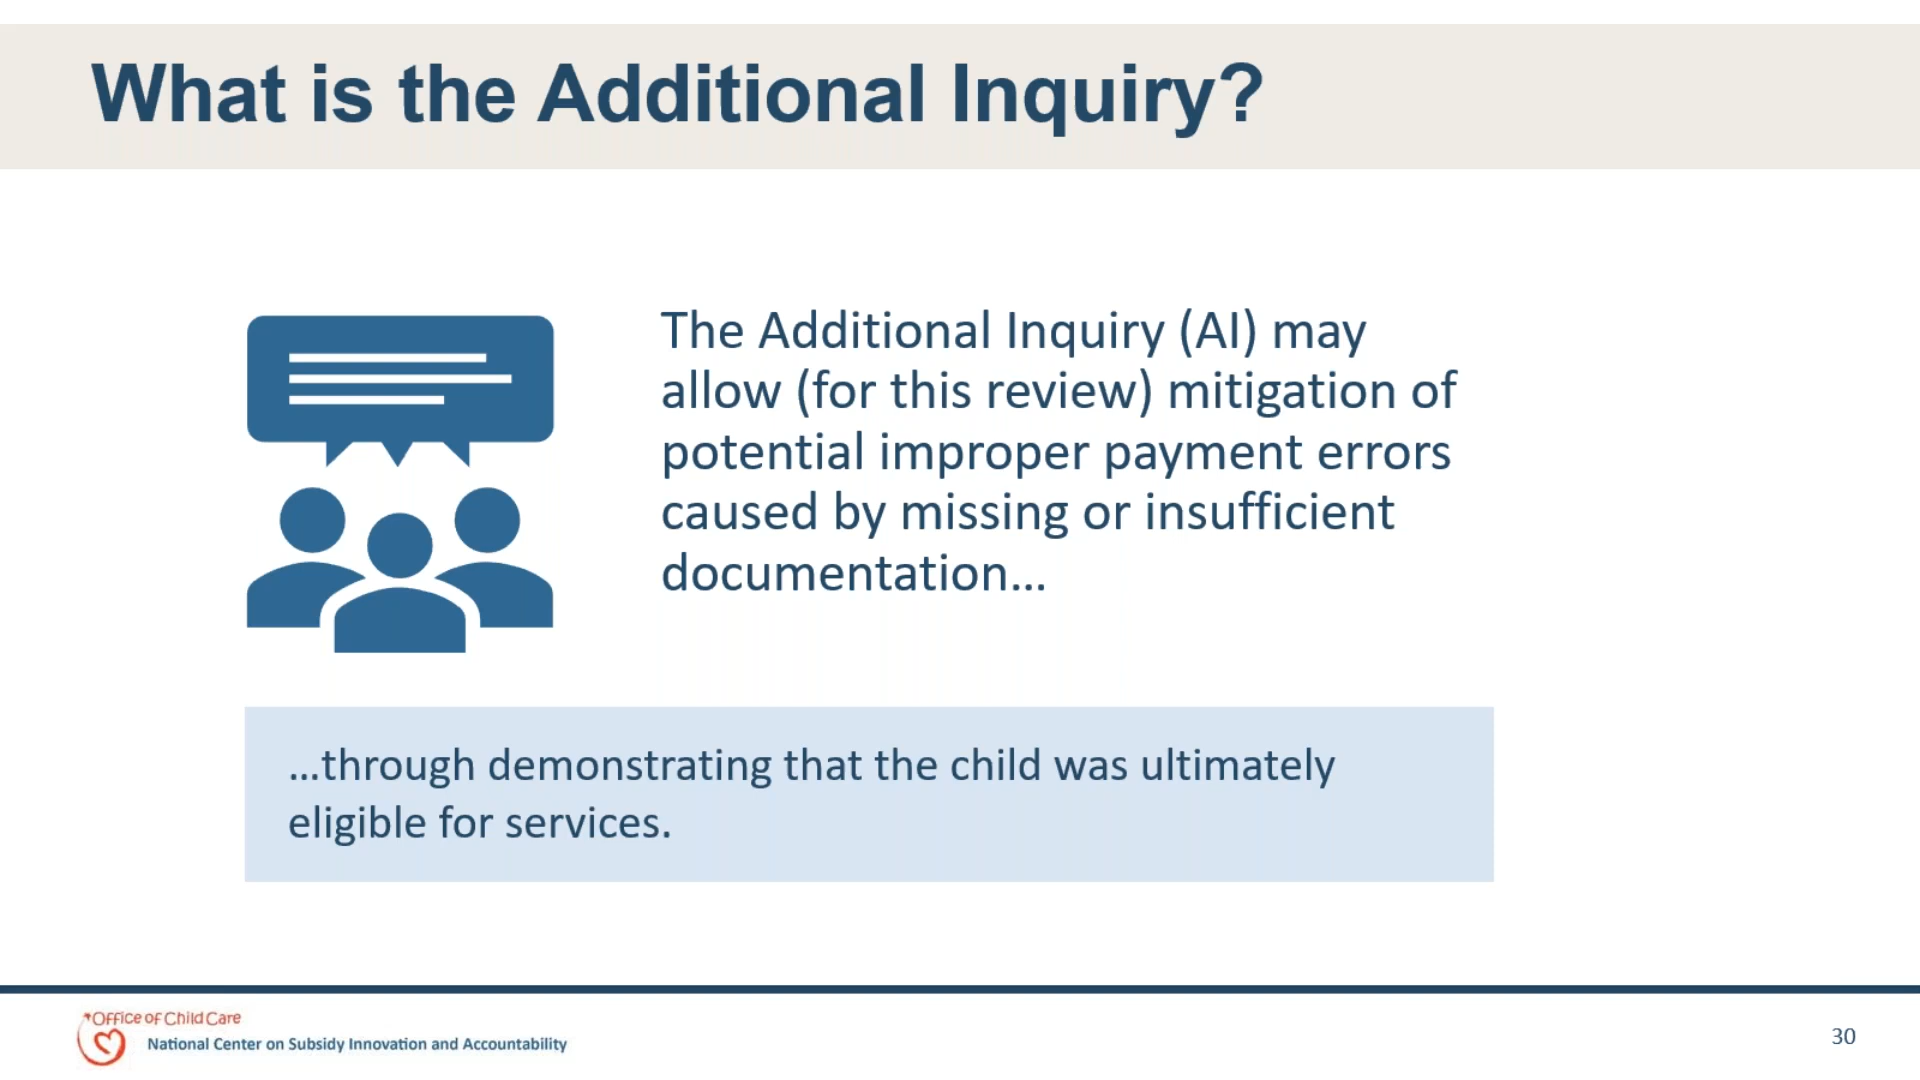 What is the Additional Inquiry?
The Additional Inquiry (AI) may
allow (for this review) mitigation of
potential improper payment errors
caused by missing or insufficient
documentation...
...through demonstrating that the child was ultimately
eligible for services.
Office of Child Care
National Center on Subsidy Innovation and Accountability
30